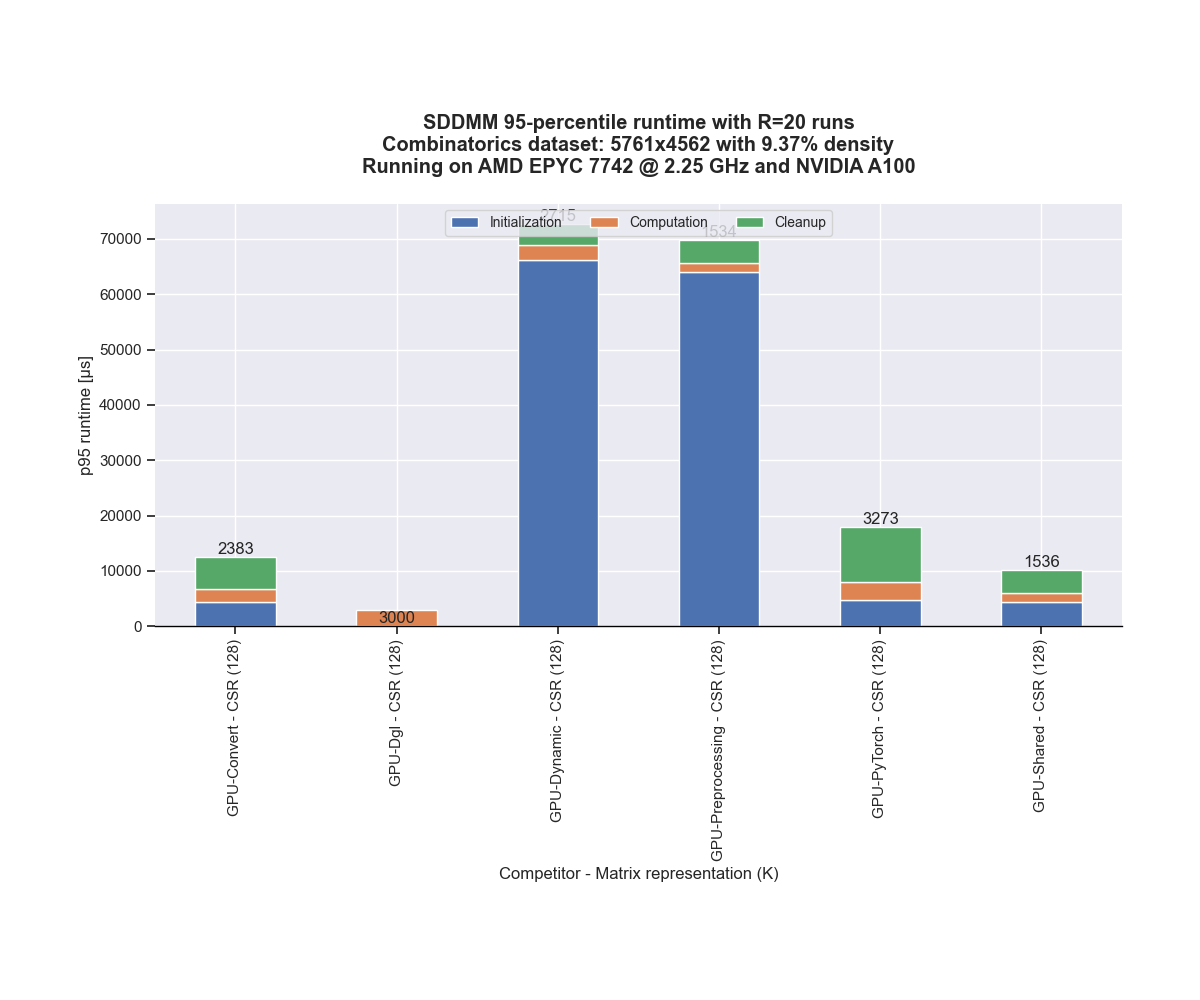 SDDMM 95-percentile runtime with R=20 runs
Combinatorics dataset: 5761x4562 with 9.37% density
Running on AMD EPYC 7742 @ 2.25 GHz and NVIDIA A100
2715
Initialization
Computation
Cleanup
1534
70000
60000
50000
40000
30000
20000
10000
0
p95 runtime [µs]
2383
3000
3273
1536
GPU-Convert - CSR (128)
GPU-Dgl - CSR (128)
GPU-Dynamic - CSR (128)
GPU-Preprocessing - CSR (128)
GPU-PyTorch - CSR (128)
GPU-Shared - CSR (128)
Competitor - Matrix representation (K)